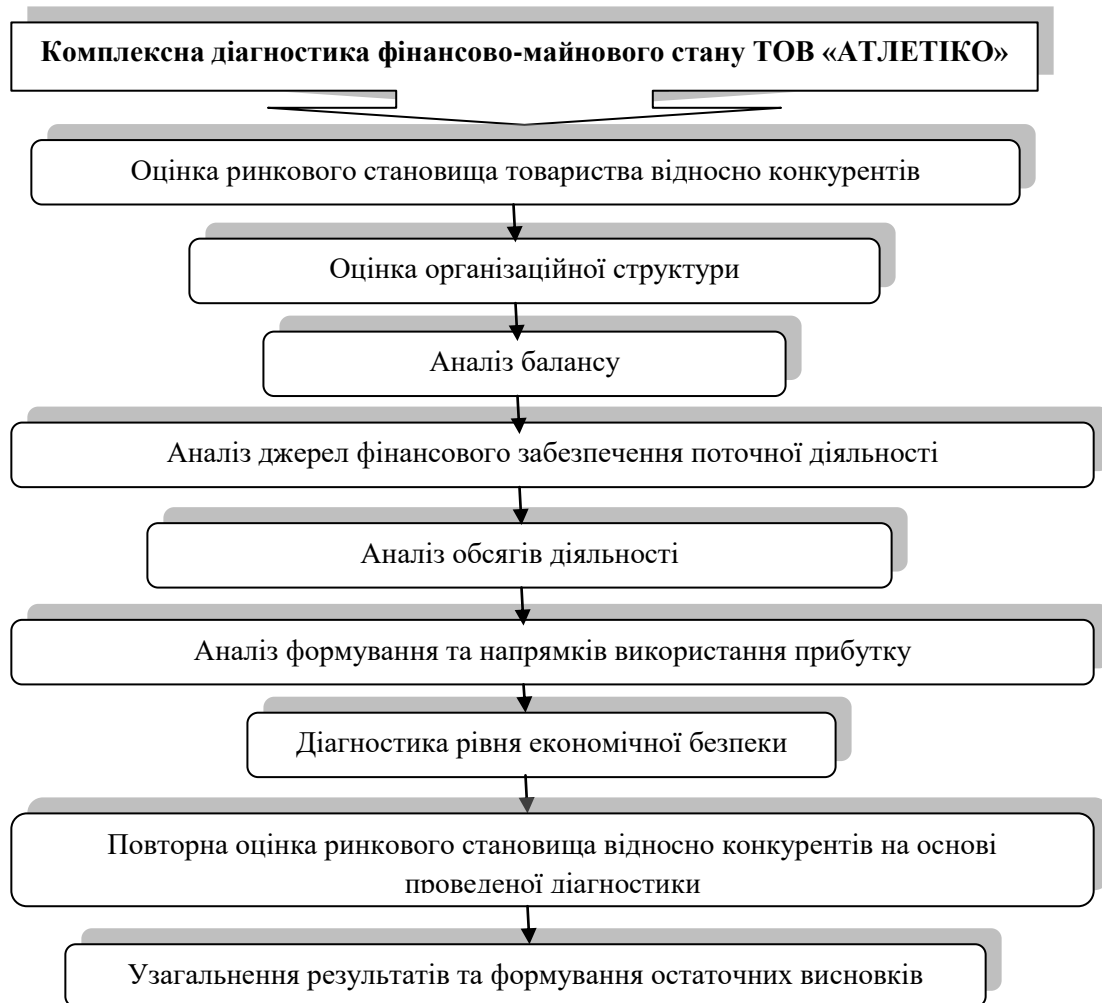 Комплексна діагностика фінансово-майнового стану ТОВ «АТЛЕТІКО»
Оцінка ринкового становища товариства відносно конкурентів
Оцінка організаційної структури
Аналіз балансу
Аналіз джерел фінансового забезпечення поточної діяльності
Аналіз обсягів діяльності
Аналіз формування та напрямків використання прибутку
Діагностика рівня економічної безпеки
Повторна оцінка ринкового становища відносно конкурентів на основі
проведеної діагностики
Узагальнення результатів та формування остаточних висновків